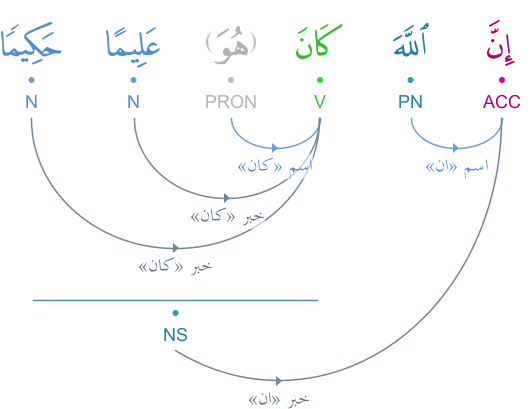 إِنَّ ٱللَّهَ كَانَ (هُوَ) عَلِيمًا حَكِيمًا
ACC PN V PRON N N
اسم «ان» اسم «كان»
خبر «كان»
خبر «كان»
NS
خبر «ان»